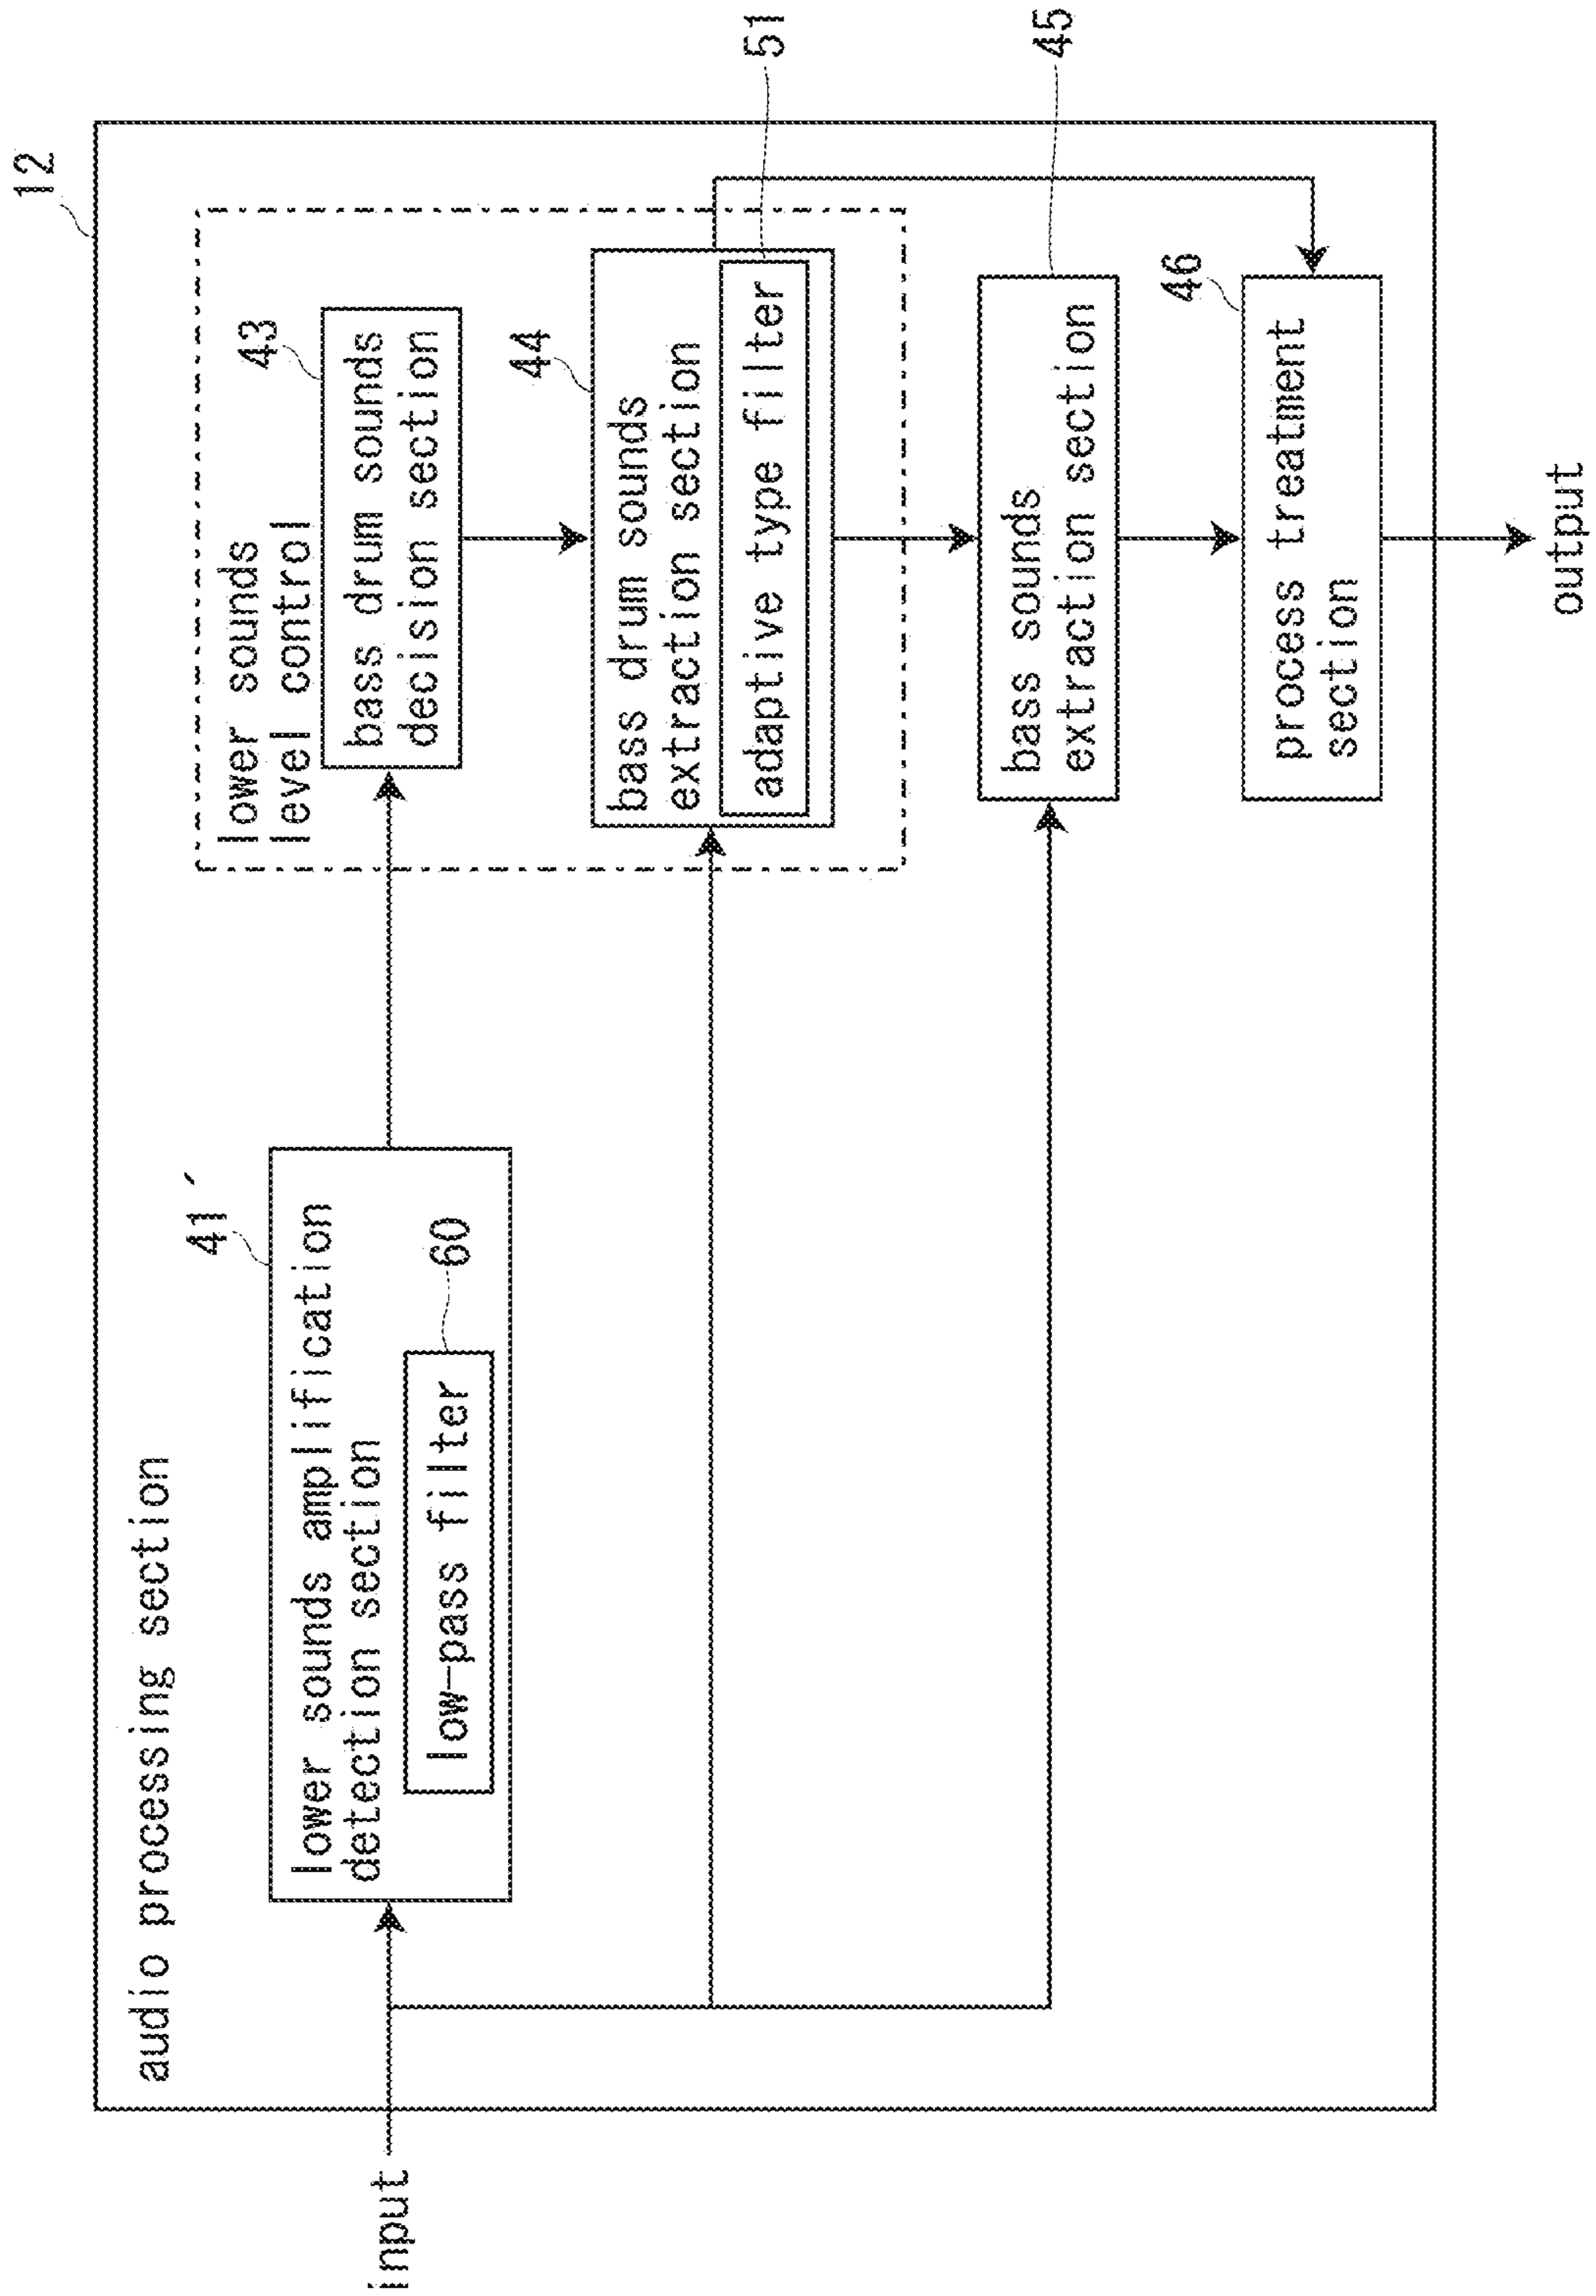 12
audio processing section
lower sounds
level control
41´
43
lower sounds amplification
detection section
bass drum sounds
decision section
60
low-pass filter
input
44
bass drum sounds
extraction section
adaptive type filter
51
bass sounds
extraction section
45
46
process treatment
section
output